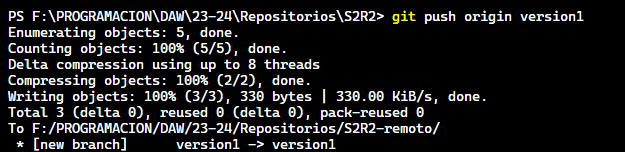 PS F:\PROGRAMACION\DAW\23-24\Repositorios\S2R2> git push origin version1
Enumerating objects: 5, done.
Counting objects: 100% (5/5), done.
Delta compression using up to 8 threads
Compressing objects: 100% (2/2), done.
Writing objects: 100% (3/3), 330 bytes | 330.00 KiB/s, done.
Total 3 (delta 0), reused 0 (delta 0), pack-reused 0
To F:/PROGRAMACION/DAW/23-24/Repositorios/S2R2-remoto/
 * [new branch]      version1 -> version1